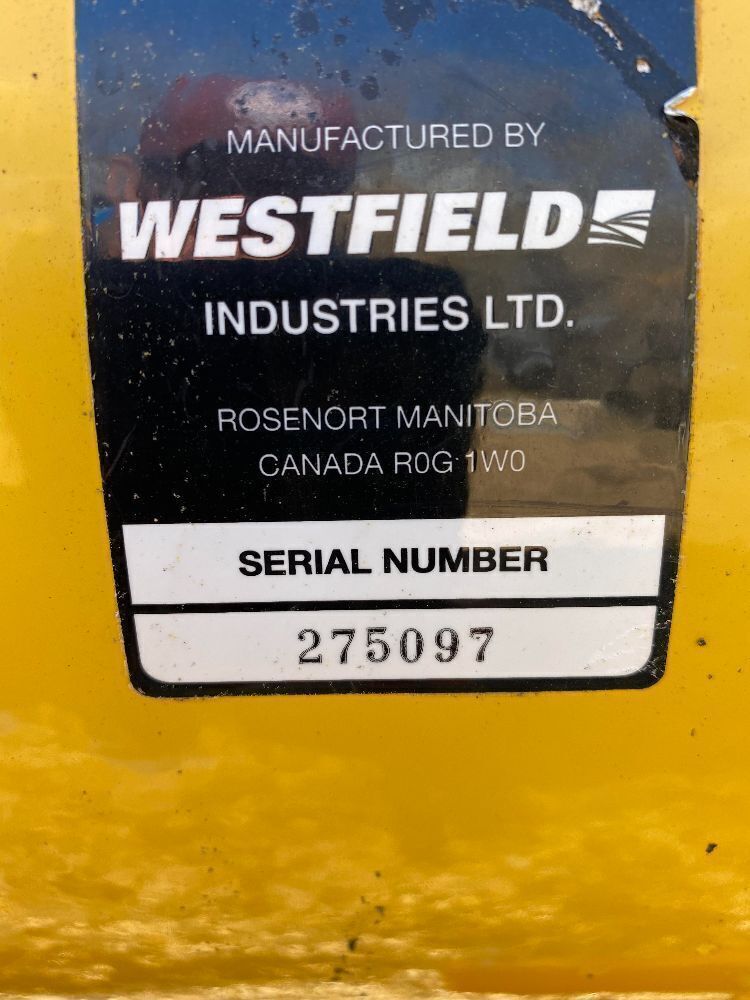 MANUFACTURED BY
WESTFIELD
INDUSTRIES LTD.
ROSENORT MANITOBA
CANADA R0G 1W0
SERIAL NUMBER
275097